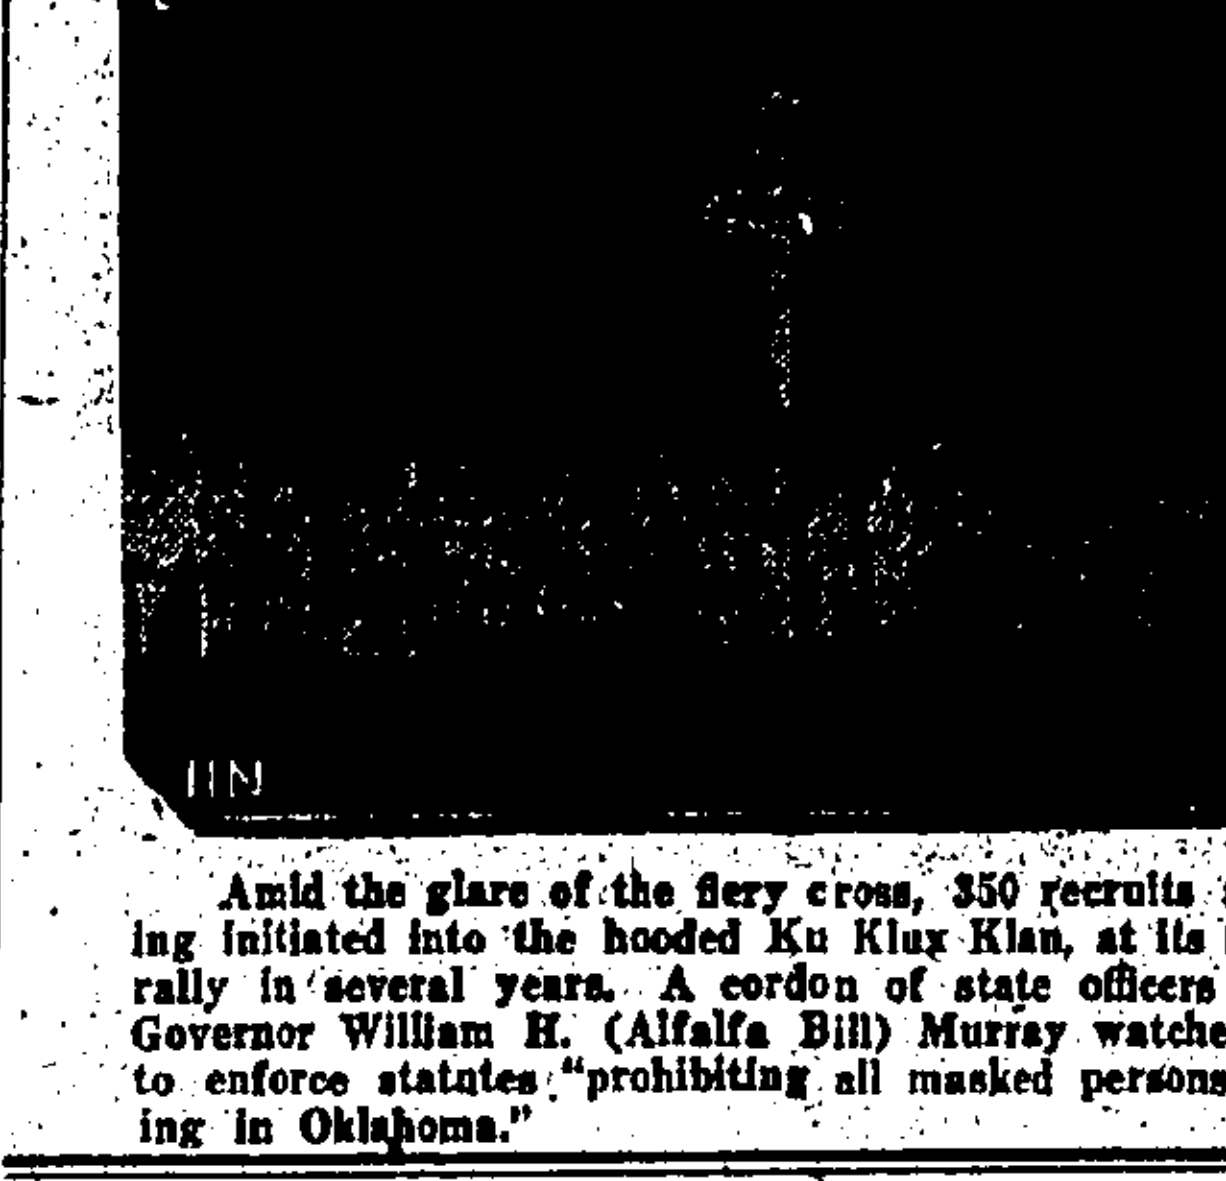 IIN
Amid the glare of the fiery cross, 350 recruits
ing initiated into the hooded Ku Klux Klan, at its
rally in several years. A cordon of state officers
Governor William H. (Alfalfa Bill) Murray watche
to enforce statutes "prohibiting all masked persons
ing in Oklahoma."